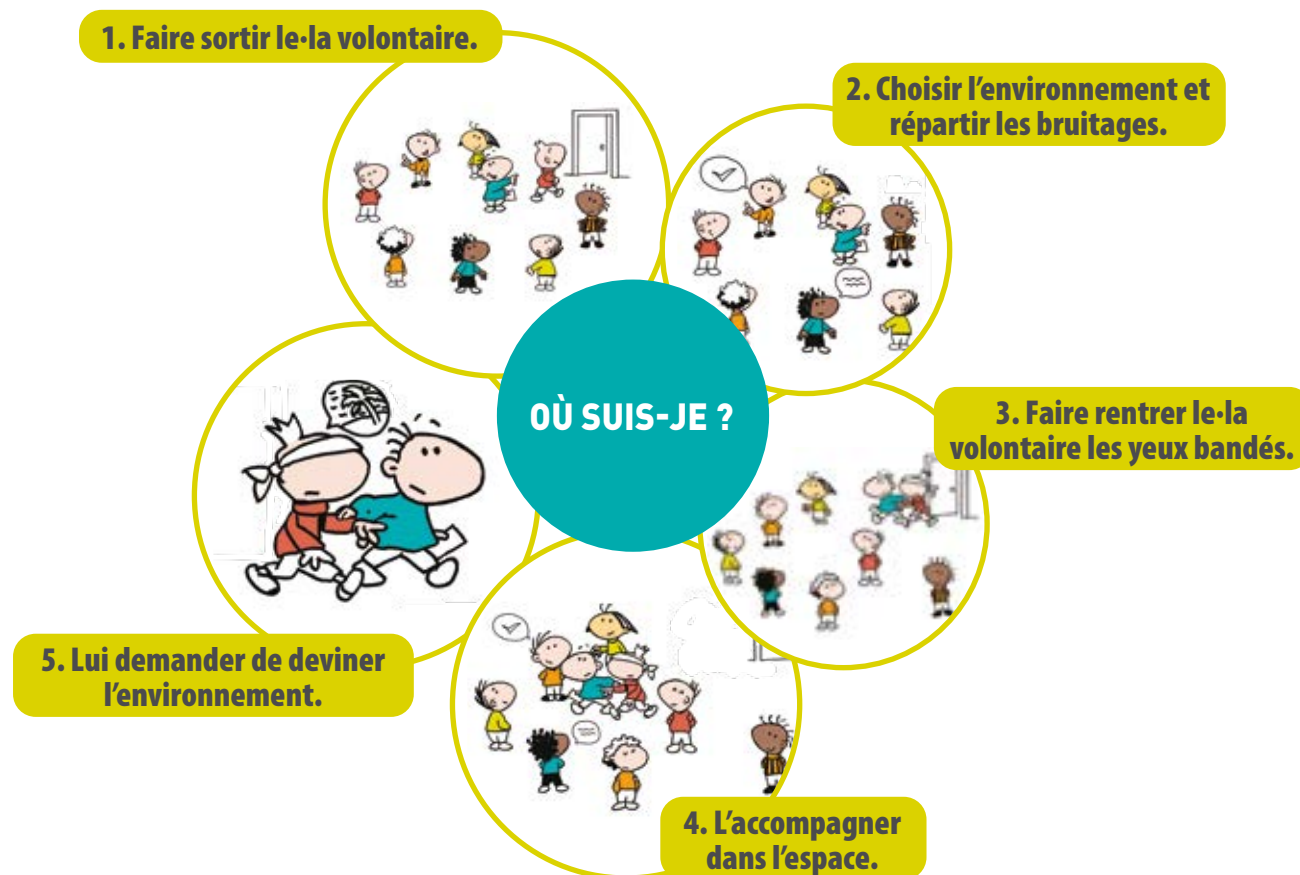 1. Faire sortir le·la volontaire.
2. Choisir l'environnement et
répartir les bruitages.
OÙ SUIS-JE ?
3. Faire rentrer le·la
volontaire les yeux bandés.
4. L'accompagner
dans l'espace.
5. Lui demander de deviner
l'environnement.